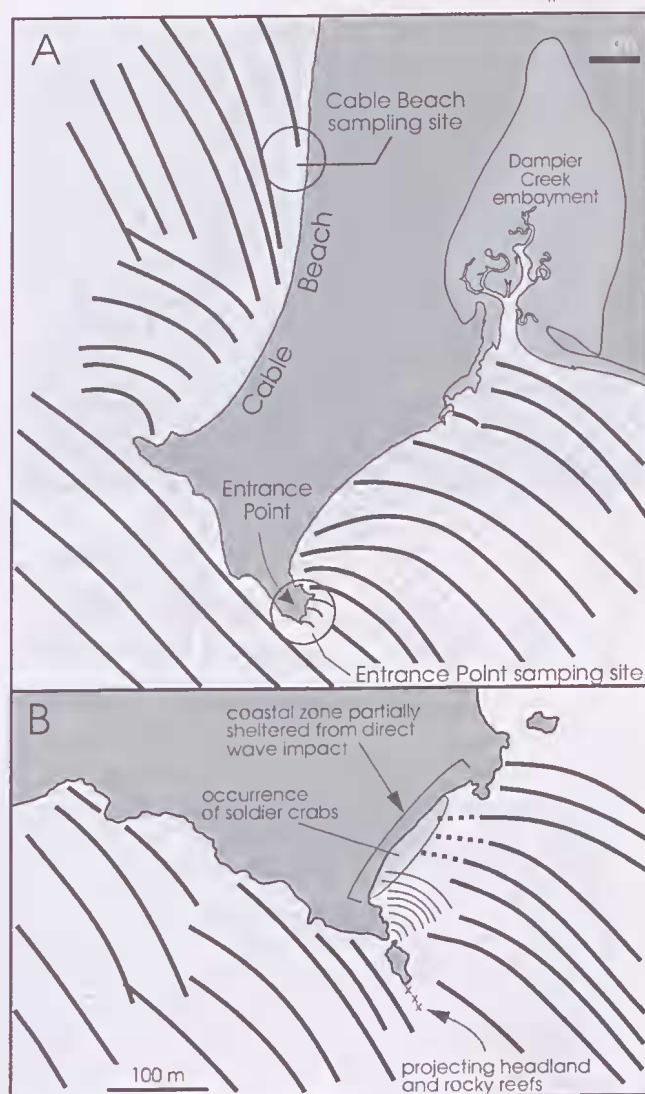 A
Cable Beach
sampling site
Dampier
Creek
embayment
Cable Beach
Entrance
Point
Entrance Point samping site
B
coastal zone partially
sheltered from direct
wave impact
occurrence
of soldier crabs
100 m
projecting headland
and rocky reefs